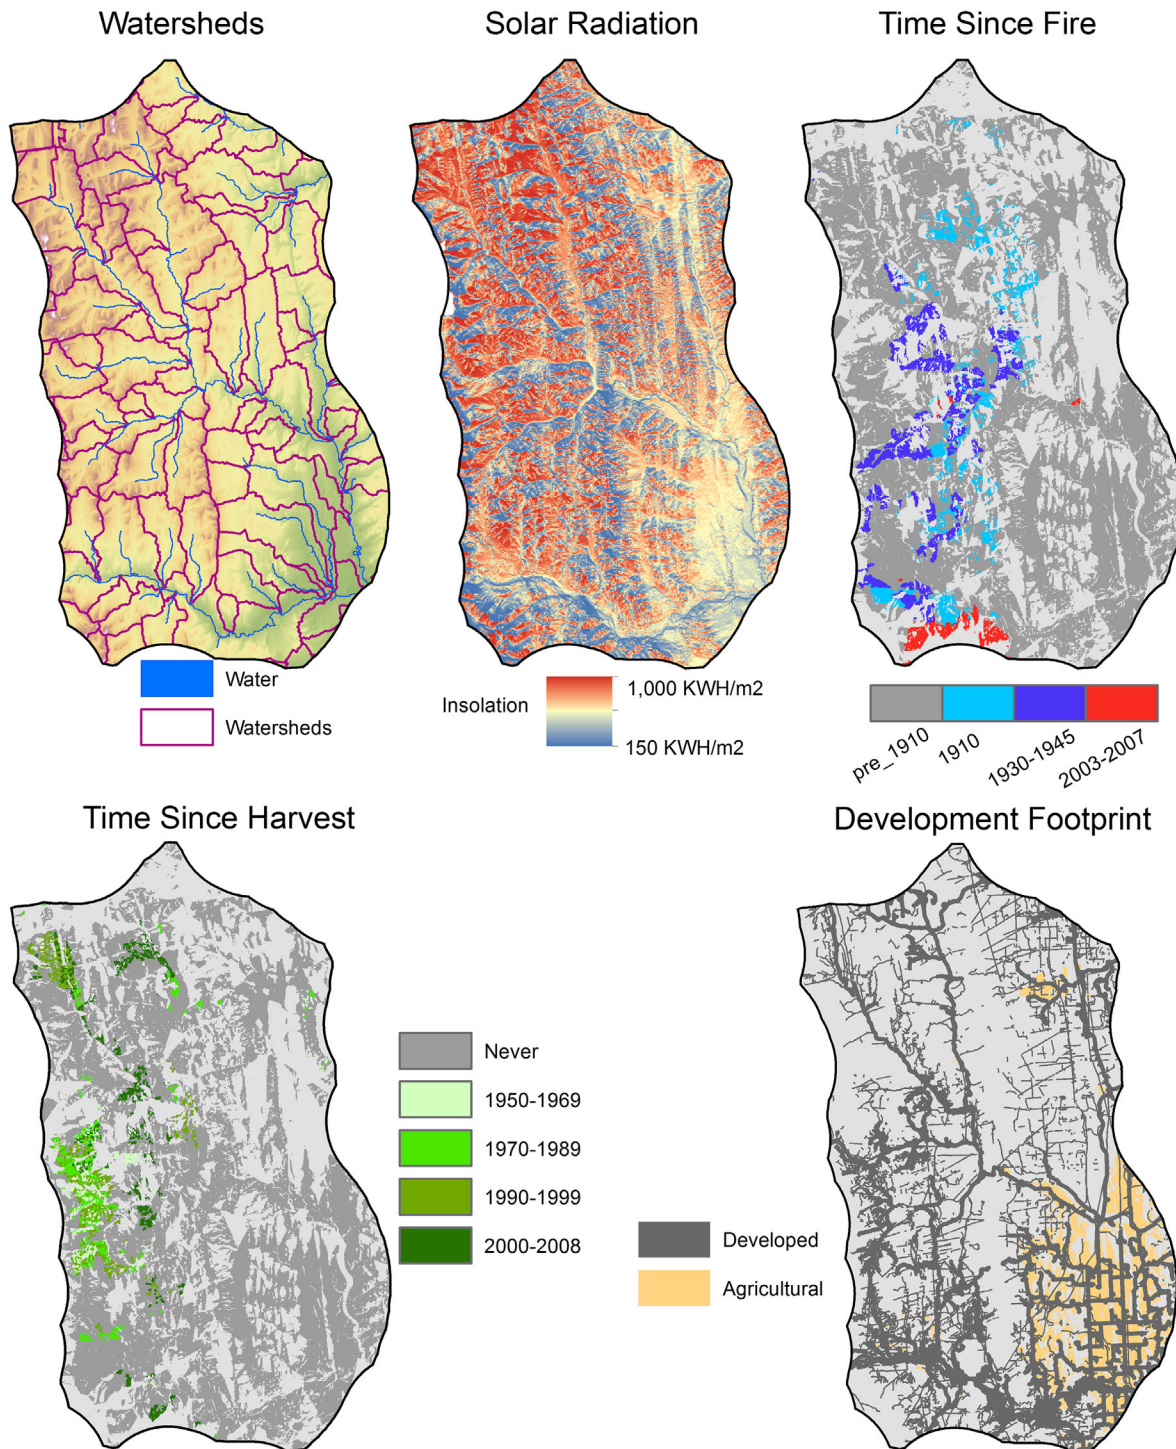 Watersheds
Solar Radiation
Time Since Fire
Water
Watersheds
Insolation
1,000 KWH/m2
150 KWH/m2
pre_1910
1910
1930-1945
2003-2007
Time Since Harvest
Development Footprint
Never
1950-1969
1970-1989
1990-1999
2000-2008
Developed
Agricultural